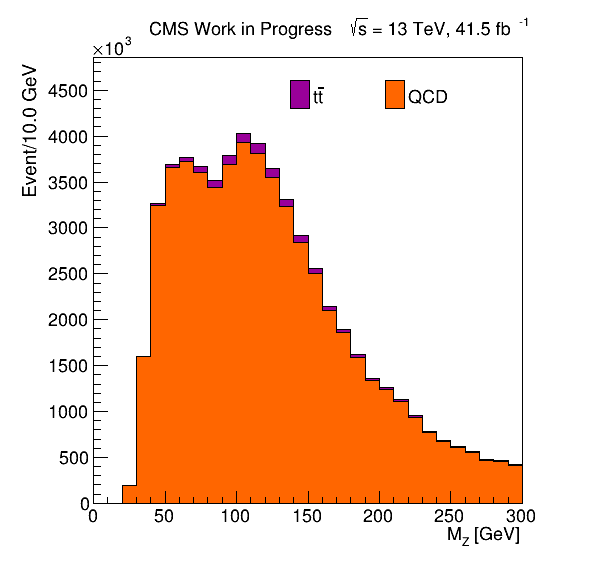 CMS Work in Progress √s = 13 TeV, 41.5 fb⁻¹
×10³
Event/10.0 GeV
tt̄
QCD
4500
4000
3500
3000
2500
2000
1500
1000
500
0
0 50 100 150 200 250 300
M_Z [GeV]